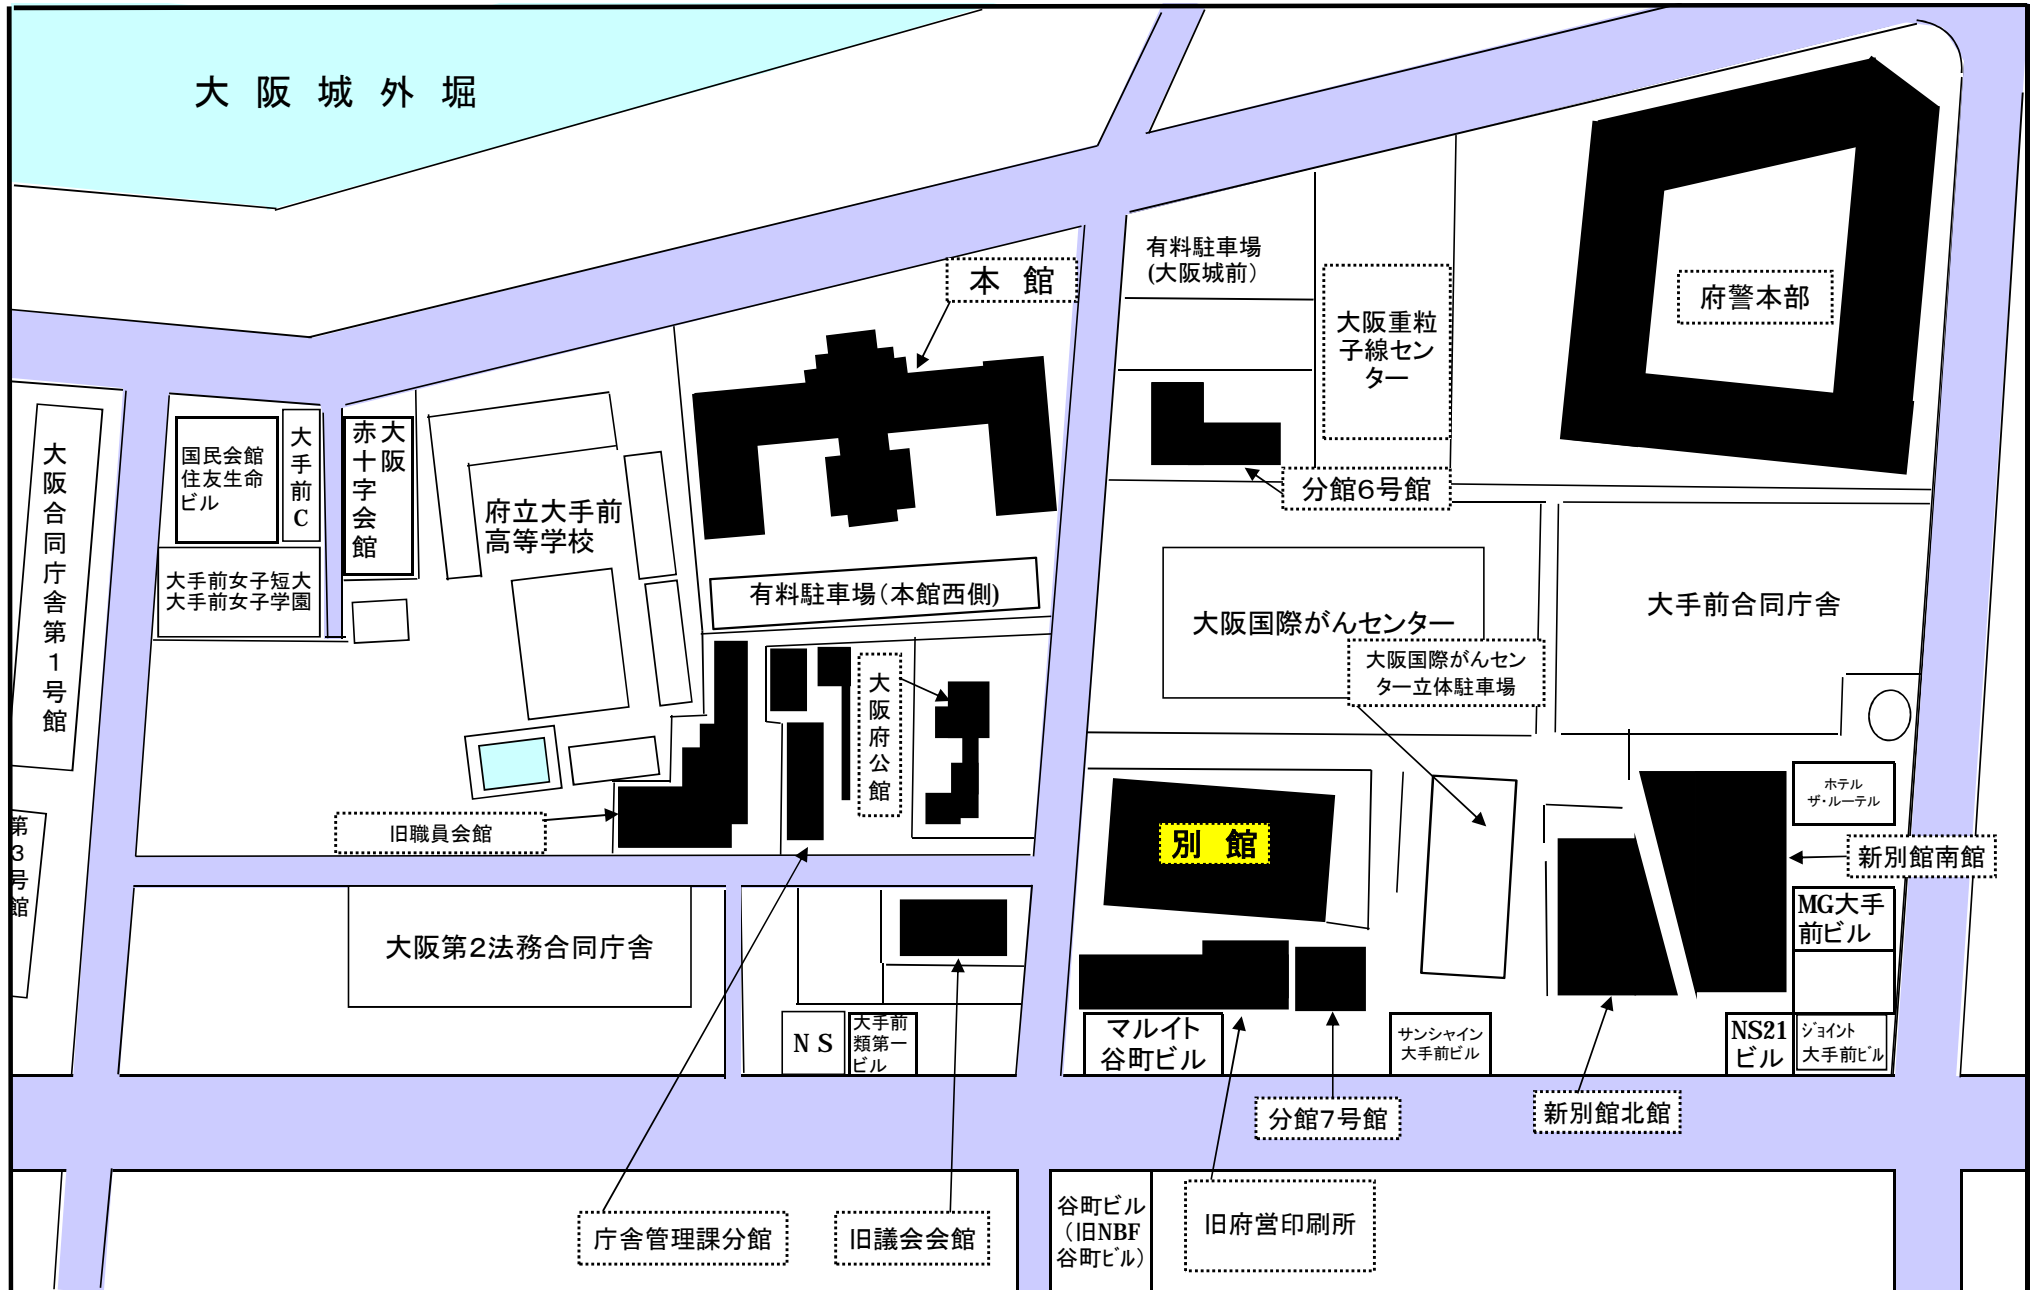 大阪城外堀
本館
有料駐車場
(大阪城前）
大阪重粒
子線セン
ター
府警本部
国民会館
住友生命
ビル
大手前C
大阪
赤十字会館
大阪合同庁舎第1号館
府立大手前
高等学校
分館6号館
大手前女子短大
大手前女子学園
有料駐車場（本館西側)
大阪国際がんセンター
大手前合同庁舎
大阪国際がんセン
ター立体駐車場
大阪府公館
第3号館
旧職員会館
別館
ホテル
ザ・ルーテル
新別館南館
MG大手
前ビル
大阪第2法務合同庁舎
NS
大手前
類第一
ビル
マルイト
谷町ビル
サンシャイン
大手前ビル
NS21
ビル
ｼﾞｮｲﾝﾄ
大手前ﾋﾞﾙ
分館7号館
新別館北館
庁舎管理課分館
旧議会会館
谷町ビル
（旧NBF
谷町ﾋﾞﾙ）
旧府営印刷所